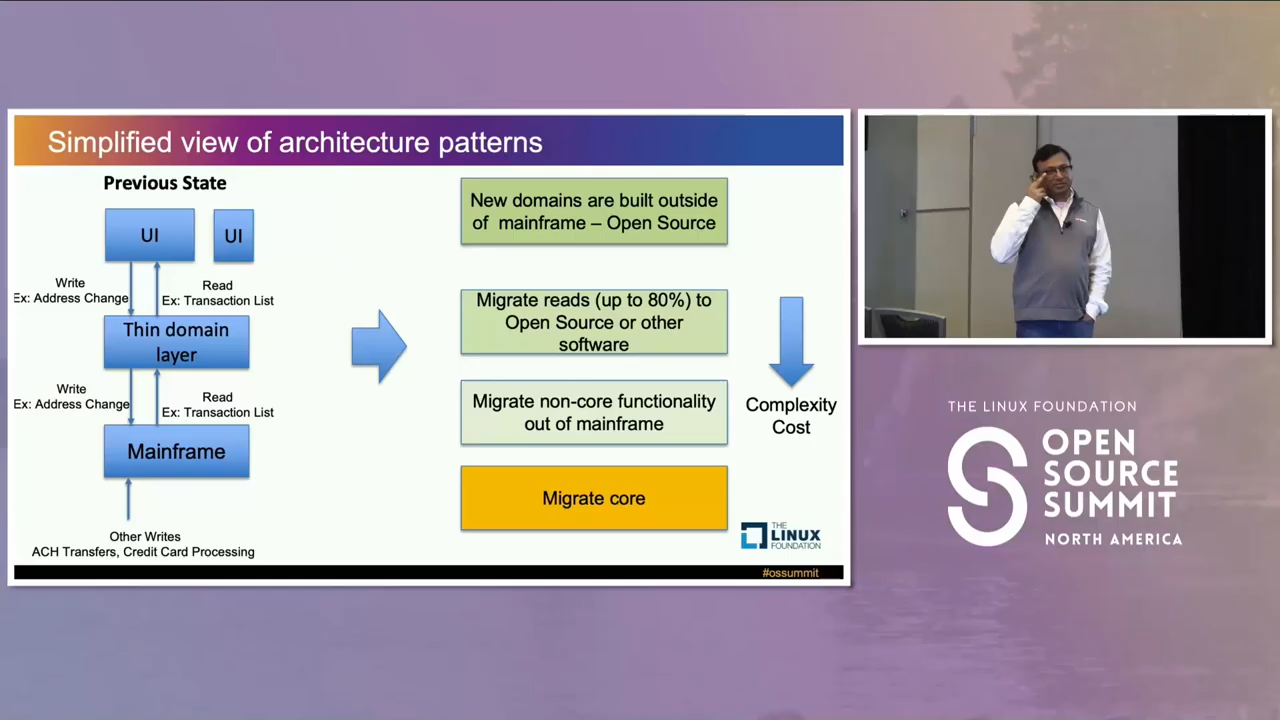 Simplified view of architecture patterns
Previous State
UI
UI
Write
Ex: Address Change
Read
Ex: Transaction List
Thin domain
layer
Write
Ex: Address Change
Read
Ex: Transaction List
Mainframe
Other Writes
ACH Transfers, Credit Card Processing
New domains are built outside
of mainframe – Open Source
Migrate reads (up to 80%) to
Open Source or other
software
Migrate non-core functionality
out of mainframe
Migrate core
Complexity
Cost
THE
LINUX
FOUNDATION
#ossummit
THE LINUX FOUNDATION
OPEN
SOURCE
SUMMIT
NORTH AMERICA